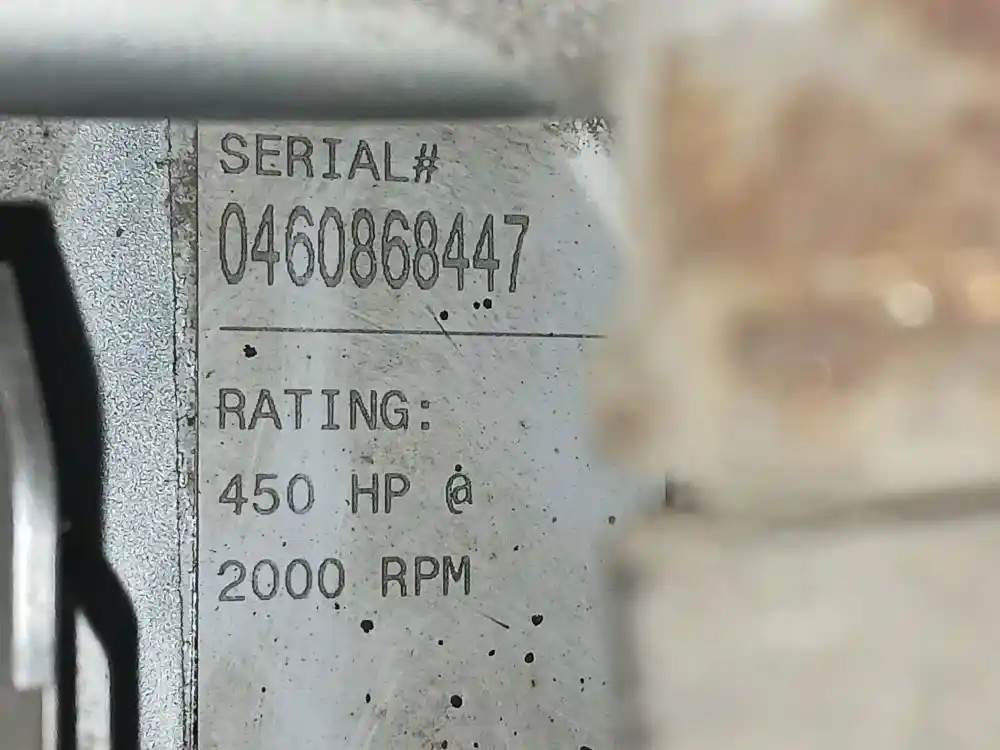 SERIAL#
0460868447
RATING:
450 HP @
2000 RPM